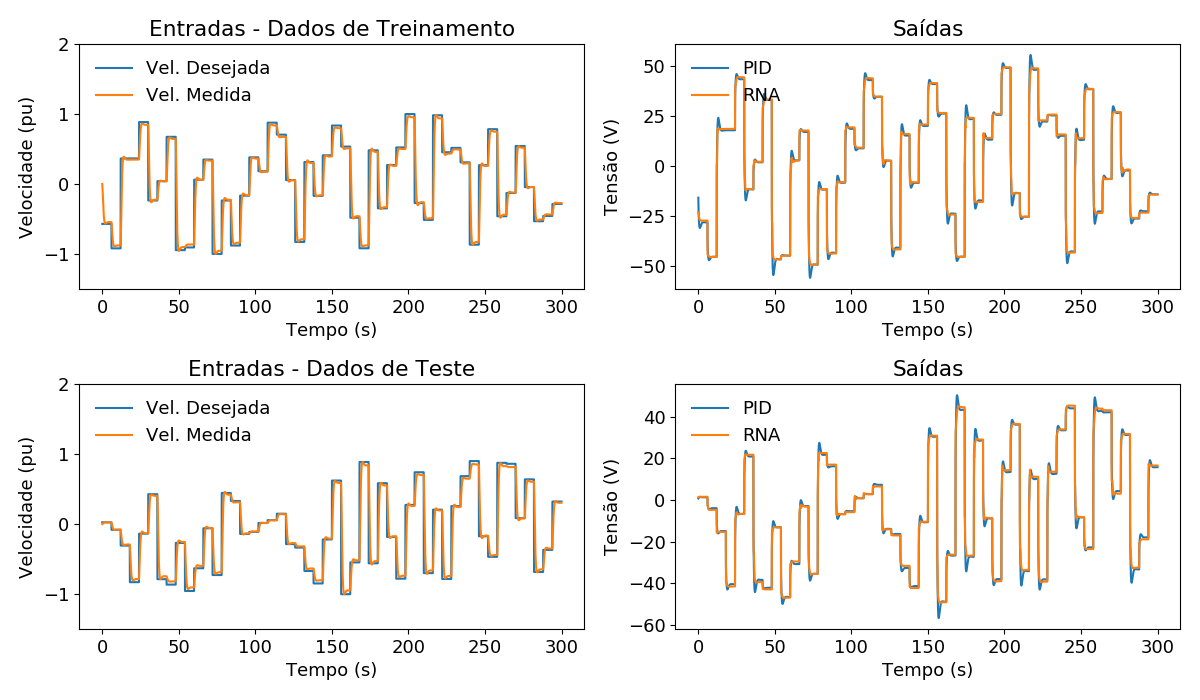 Entradas - Dados de Treinamento
Vel. Desejada
Vel. Medida
Velocidade (pu)
2
1
0
−1
0 50 100 150 200 250 300
Tempo (s)
Saídas
PID
RNA
Tensão (V)
50
25
0
−25
−50
0 50 100 150 200 250 300
Tempo (s)
Entradas - Dados de Teste
Vel. Desejada
Vel. Medida
Velocidade (pu)
2
1
0
−1
0 50 100 150 200 250 300
Tempo (s)
Saídas
PID
RNA
Tensão (V)
40
20
0
−20
−40
−60
0 50 100 150 200 250 300
Tempo (s)